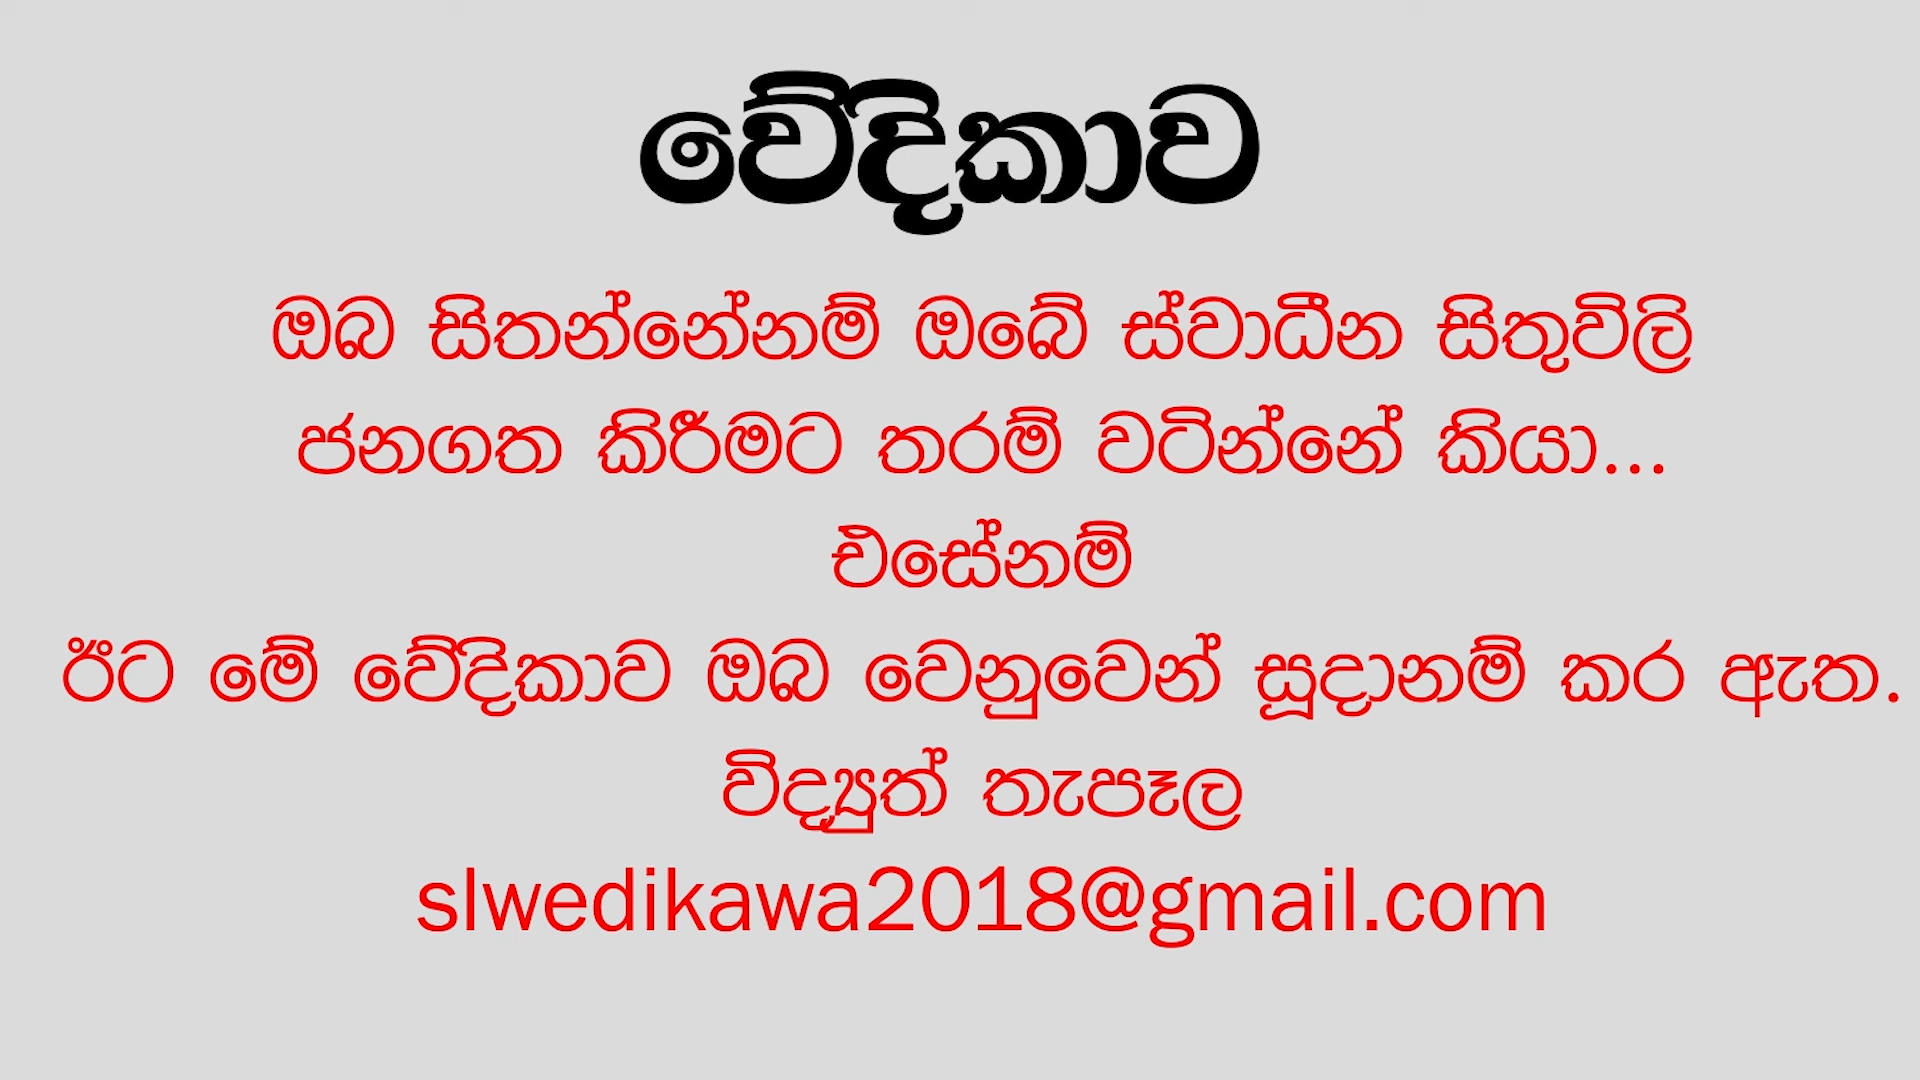 වේදිකාව
ඔබ සිතන්නේනම් ඔබේ ස්වාධීන සිතුවිලි
ජනගත කිරීමට තරම් වටින්නේ කියා...
එසේනම්
ඊට මේ වේදිකාව ඔබ වෙනුවෙන් සූදානම් කර ඇත.
විද්‍යුත් තැපෑල
slwedikawa2018@gmail.com